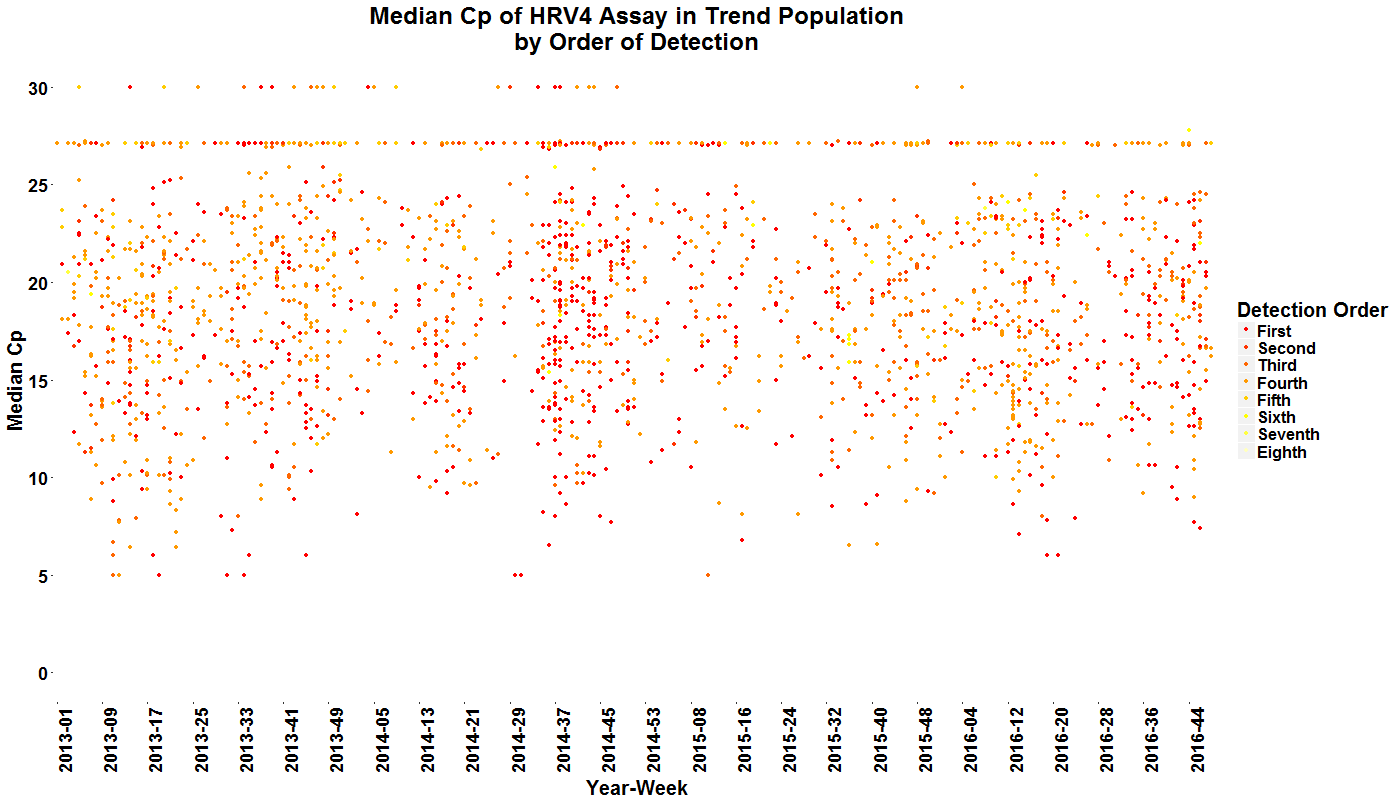 Median Cp of HRV4 Assay in Trend Population
by Order of Detection
Median Cp
30
25
20
15
10
5
0
2013-01
2013-09
2013-17
2013-25
2013-33
2013-41
2013-49
2014-05
2014-13
2014-21
2014-29
2014-37
2014-45
2014-53
2015-08
2015-16
2015-24
2015-32
2015-40
2015-48
2016-04
2016-12
2016-20
2016-28
2016-36
2016-44
Year-Week
Detection Order
First
Second
Third
Fourth
Fifth
Sixth
Seventh
Eighth